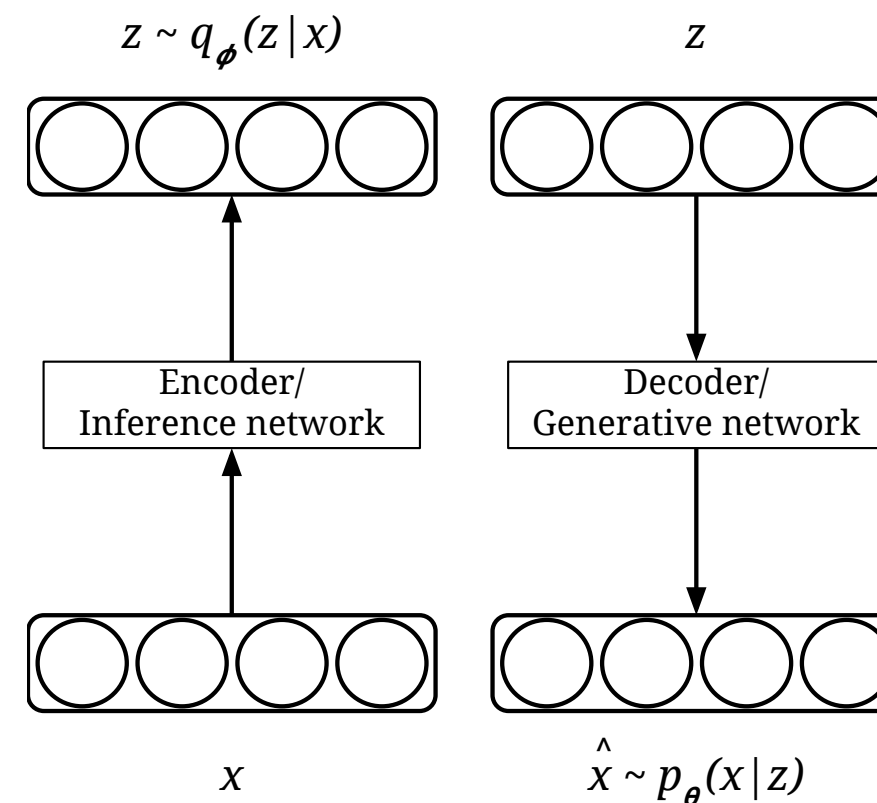 z ~ q_ϕ(z|x)
z
Encoder/
Inference network
Decoder/
Generative network
x
x̂ ~ p_θ(x|z)